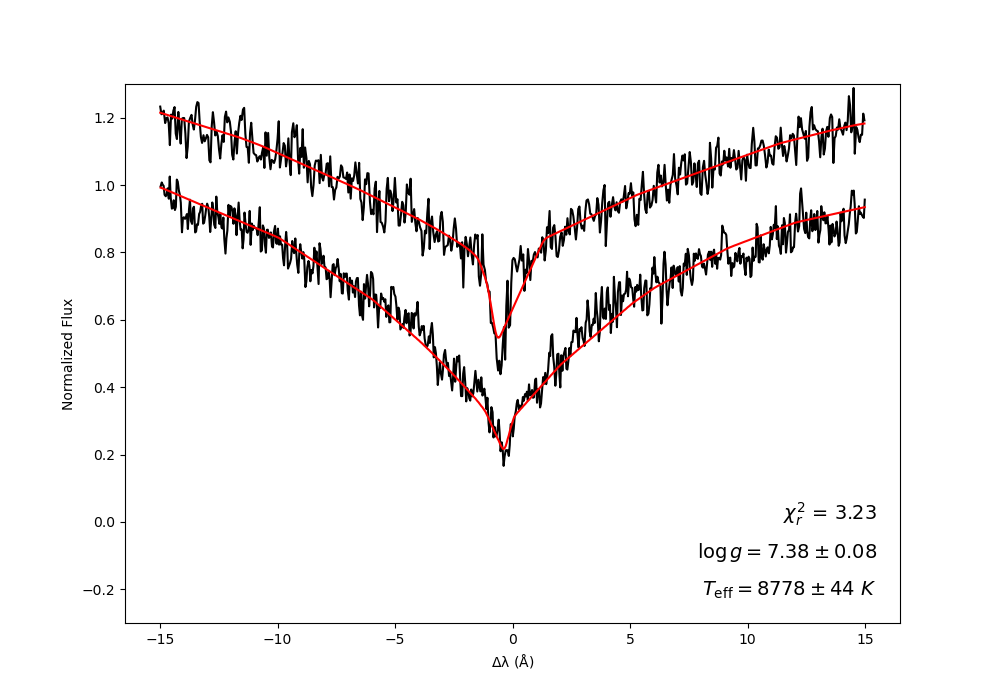 1.2
1.0
0.8
0.6
0.4
0.2
0.0
−0.2
Normalized Flux
χ²ᵣ = 3.23
log g = 7.38 ± 0.08
T_eff = 8778 ± 44 K
−15 −10 −5 0 5 10 15
Δλ (Å)